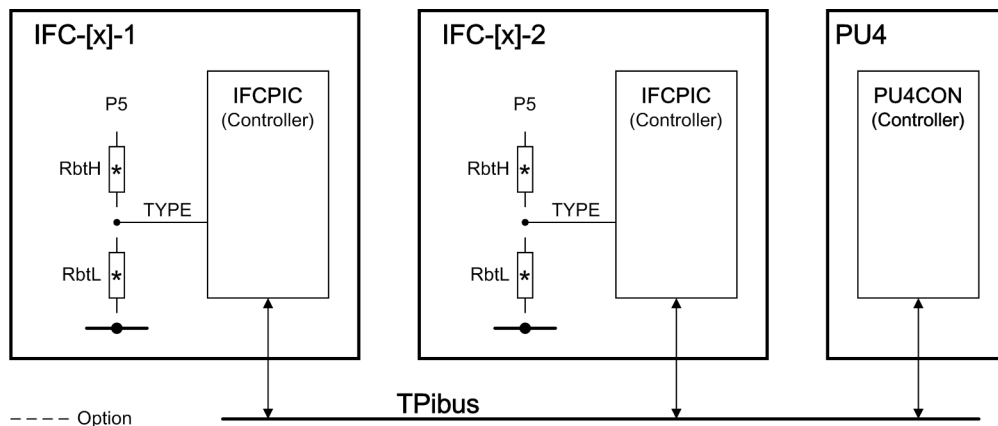 IFC-[x]-1
IFC-[x]-2
PU4
P5
IFCPIC
(Controller)
P5
IFCPIC
(Controller)
PU4CON
(Controller)
RbtH
*
RbtH
*
TYPE
TYPE
RbtL
*
RbtL
*
TPibus
Option